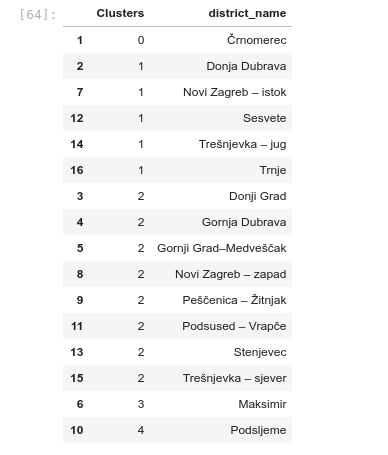 [64]:
Clusters district_name
1 0 Črnomerec
2 1 Donja Dubrava
7 1 Novi Zagreb – istok
12 1 Sesvete
14 1 Trešnjevka – jug
16 1 Trnje
3 2 Donji Grad
4 2 Gornja Dubrava
5 2 Gornji Grad–Medveščak
8 2 Novi Zagreb – zapad
9 2 Peščenica – Žitnjak
11 2 Podsused – Vrapče
13 2 Stenjevec
15 2 Trešnjevka – sjever
6 3 Maksimir
10 4 Podsljeme